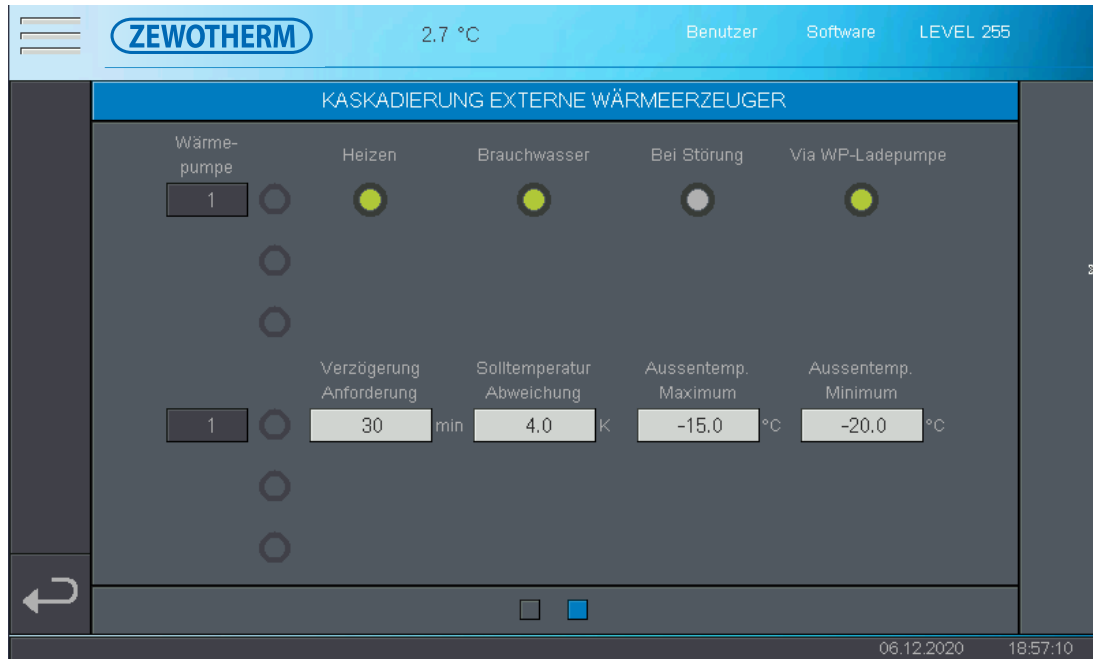 ZEWOTHERM 2.7 °C Benutzer Software LEVEL 255
KASKADIERUNG EXTERNE WÄRMEERZEUGER
Wärme-
pumpe Heizen Brauchwasser Bei Störung Via WP-Ladepumpe
1
Verzögerung Solltemperatur Aussentemp. Aussentemp.
Anforderung Abweichung Maximum Minimum
1 30 min 4.0 K -15.0 °C -20.0 °C
06.12.2020 18:57:10